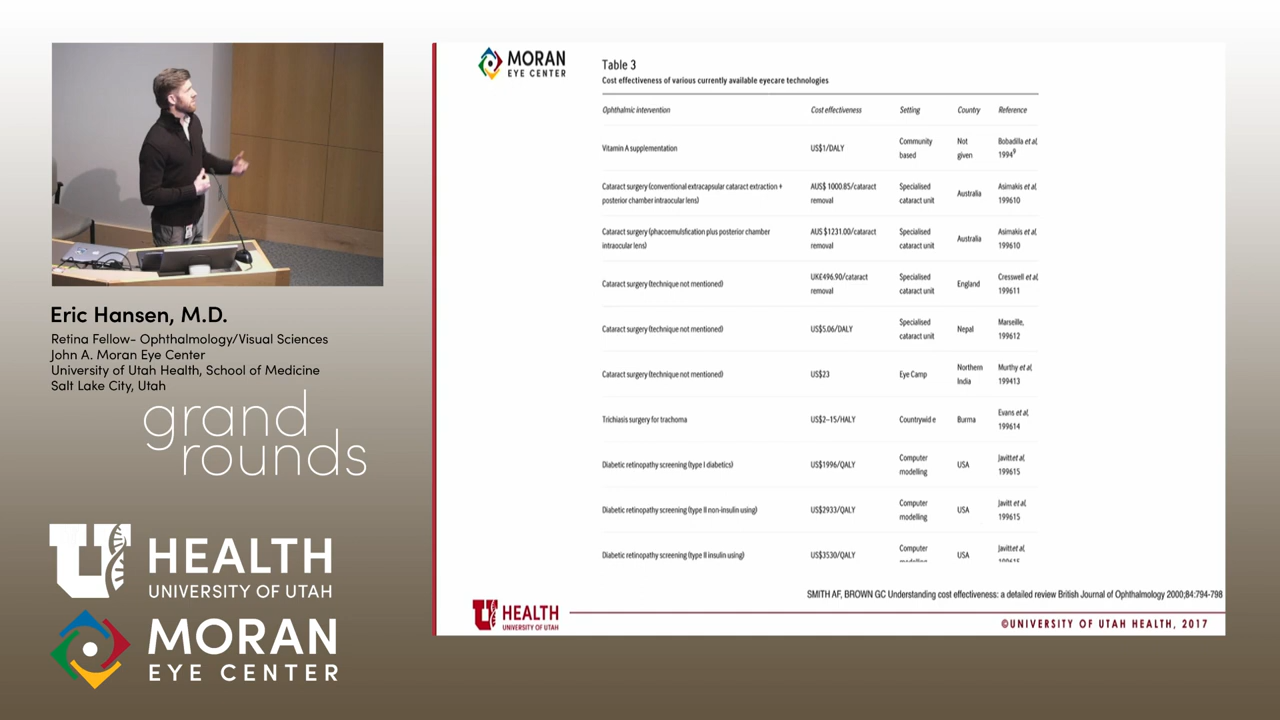 MORAN
EYE CENTER
Table 3
Cost effectiveness of various currently available eyecare technologies
Ophthalmic intervention Cost effectiveness Setting Country Reference
Vitamin A supplementation US$1/DALY Community based Not given Bobadilla et al, 1994⁹
Cataract surgery (conventional extracapsular cataract extraction + posterior chamber intraocular lens) AUS$ 1000.85/cataract removal Specialised cataract unit Australia Asimakis et al, 199610
Cataract surgery (phacoemulsification plus posterior chamber intraocular lens) AUS $1231.00/cataract removal Specialised cataract unit Australia Asimakis et al, 199610
Cataract surgery (technique not mentioned) UK£496.90/cataract removal Specialised cataract unit England Cresswell et al, 199611
Cataract surgery (technique not mentioned) US$5.06/DALY Specialised cataract unit Nepal Marseille, 199612
Cataract surgery (technique not mentioned) US$23 Eye Camp Northern India Murthy et al, 199413
Trichiasis surgery for trachoma US$2–15/HALY Countrywid e Burma Evans et al, 199614
Diabetic retinopathy screening (type I diabetics) US$1996/QALY Computer modelling USA Javitt et al, 199615
Diabetic retinopathy screening (type II non-insulin using) US$2933/QALY Computer modelling USA Javitt et al, 199615
Diabetic retinopathy screening (type II insulin using) US$3530/QALY Computer USA Javitt et al,
SMITH AF, BROWN GC Understanding cost effectiveness: a detailed review British Journal of Ophthalmology 2000;84:794-798
HEALTH
UNIVERSITY OF UTAH
©UNIVERSITY OF UTAH HEALTH, 2017
Eric Hansen, M.D.
Retina Fellow- Ophthalmology/Visual Sciences
John A. Moran Eye Center
University of Utah Health, School of Medicine
Salt Lake City, Utah
grand
rounds
U HEALTH
UNIVERSITY OF UTAH
MORAN
EYE CENTER